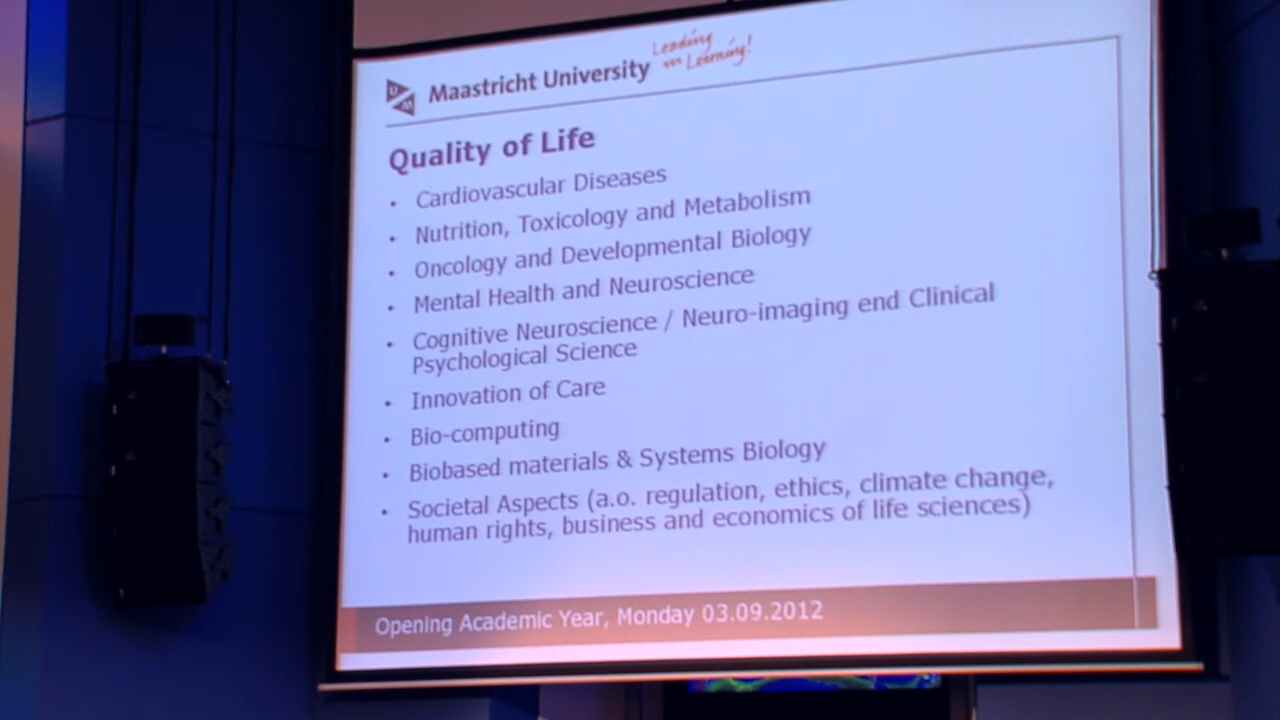 Leading
in Learning!
UM Maastricht University
Quality of Life
• Cardiovascular Diseases
• Nutrition, Toxicology and Metabolism
• Oncology and Developmental Biology
• Mental Health and Neuroscience
• Cognitive Neuroscience / Neuro-imaging end Clinical
Psychological Science
• Innovation of Care
• Bio-computing
• Biobased materials & Systems Biology
• Societal Aspects (a.o. regulation, ethics, climate change,
human rights, business and economics of life sciences)
Opening Academic Year, Monday 03.09.2012